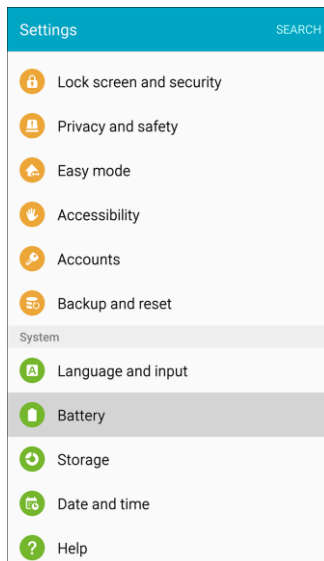 Settings
SEARCH
Lock screen and security
Privacy and safety
Easy mode
Accessibility
Accounts
Backup and reset
System
A
Language and input
Battery
Storage
Date and time
?
Help